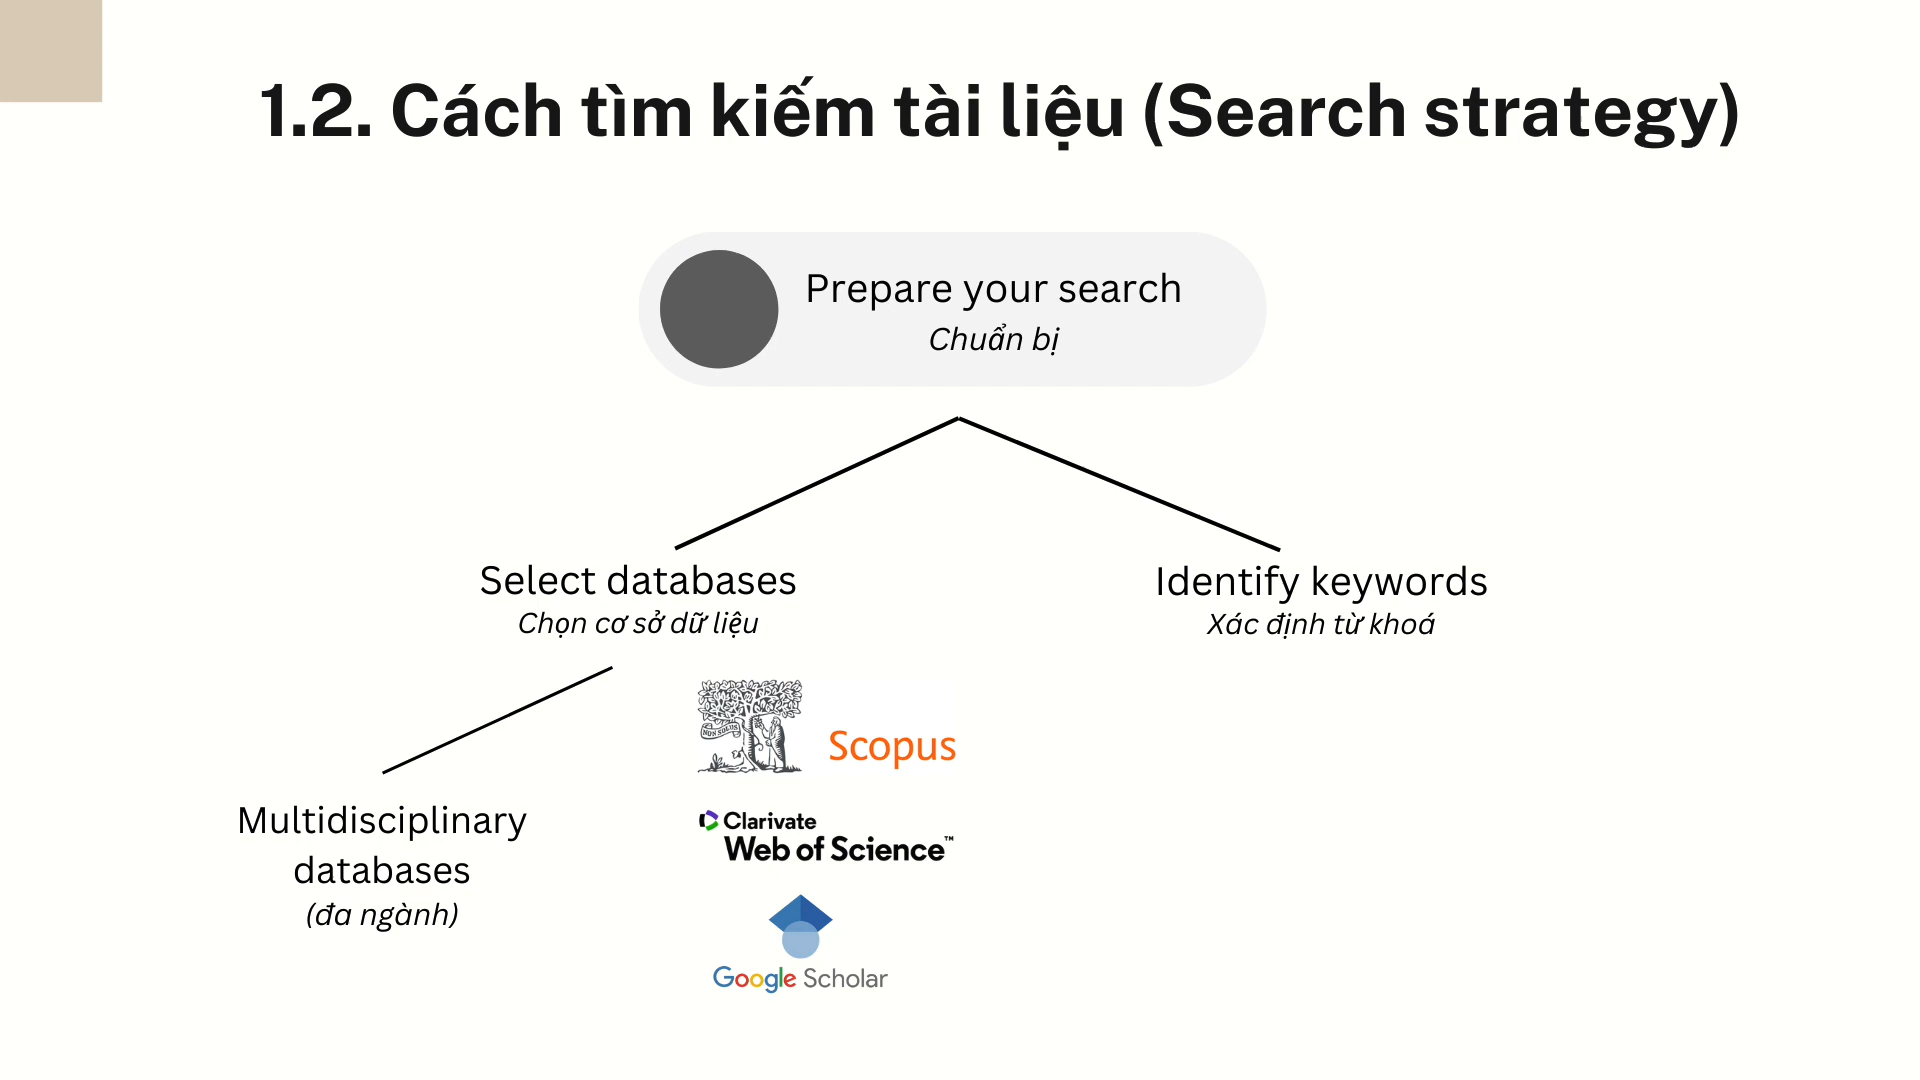 1.2. Cách tìm kiếm tài liệu (Search strategy)
Prepare your search
Chuẩn bị
Select databases
Chọn cơ sở dữ liệu
Identify keywords
Xác định từ khoá
NON SOLUS
Scopus
Clarivate
Web of Science™
Multidisciplinary
databases
(đa ngành)
Google Scholar